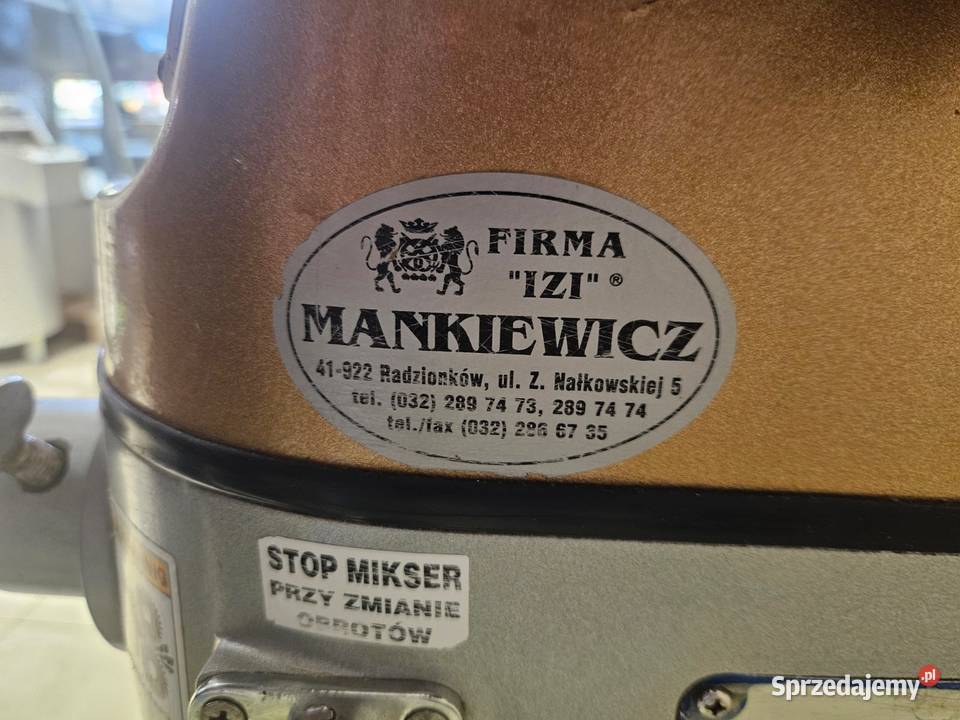 FIRMA
"IZI" ®
MANKIEWICZ
41-922 Radzionków, ul. Z. Nałkowskiej 5
tel. (032) 289 74 73, 289 74 74
tel./fax (032) 286 67 35
STOP MIKSER
PRZY ZMIANIE
OBROTÓW
Sprzedajemy.pl